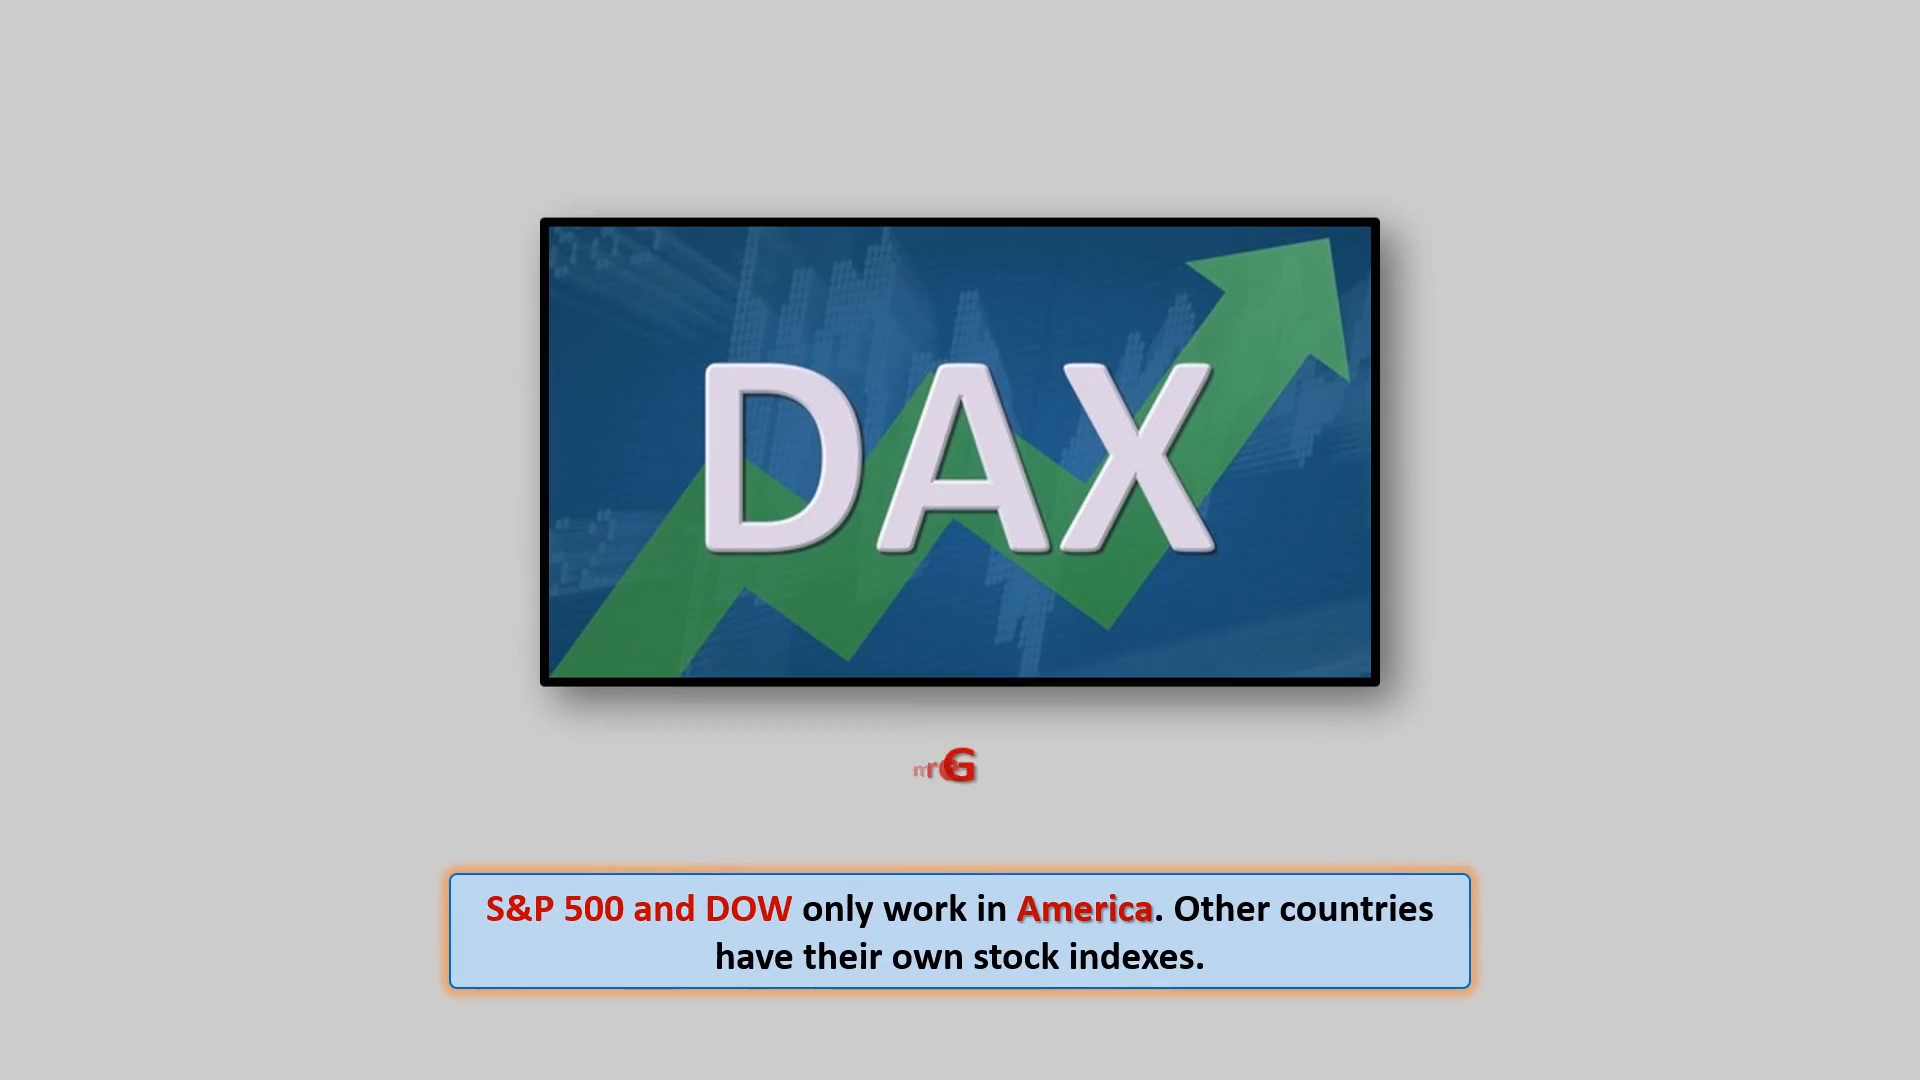 DAX
S&P 500 and DOW only work in America. Other countries
have their own stock indexes.